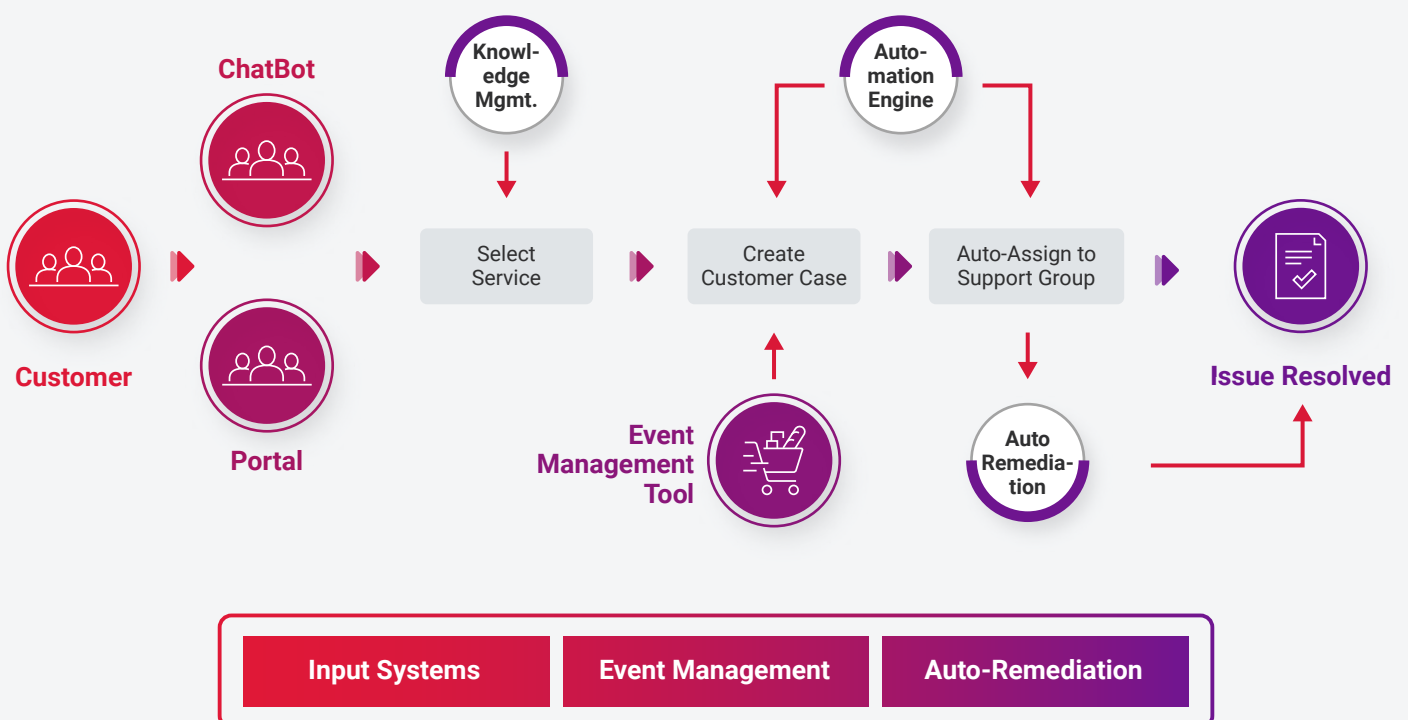 ChatBot
Knowl-
edge
Mgmt.
Auto-
mation
Engine
Select
Service
Create
Customer Case
Auto-Assign to
Support Group
Customer
Portal
Event
Management
Tool
Auto
Remedia-
tion
Issue Resolved
Input Systems
Event Management
Auto-Remediation